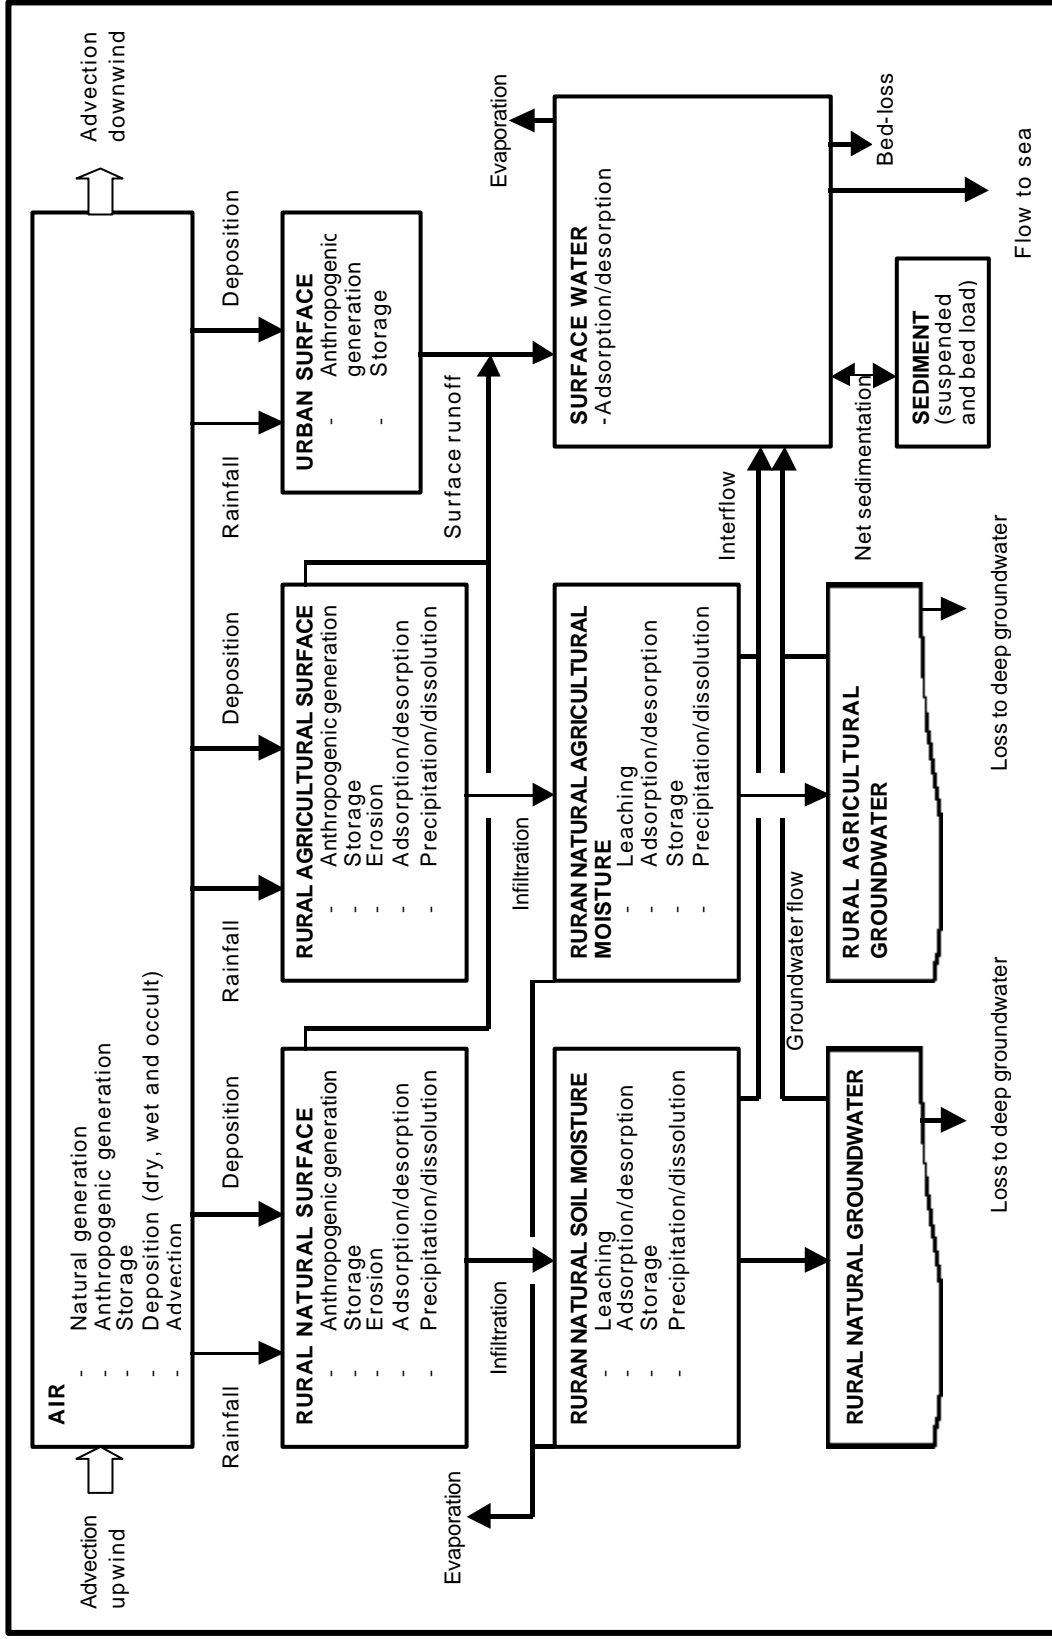 Advection
upwind
AIR
- Natural generation
- Anthropogenic generation
- Storage
- Deposition (dry, wet and occult)
- Advection
Advection
downwind
Rainfall
Deposition
Rainfall
Deposition
Rainfall
Deposition
RURAL NATURAL SURFACE
- Anthropogenic generation
- Storage
- Erosion
- Adsorption/desorption
- Precipitation/dissolution
RURAL AGRICULTURAL SURFACE
- Anthropogenic generation
- Storage
- Erosion
- Adsorption/desorption
- Precipitation/dissolution
URBAN SURFACE
- Anthropogenic
generation
- Storage
Evaporation
Infiltration
Infiltration
Surface runoff
Evaporation
RURAN NATURAL SOIL MOISTURE
- Leaching
- Adsorption/desorption
- Storage
- Precipitation/dissolution
RURAN NATURAL AGRICULTURAL
MOISTURE
- Leaching
- Adsorption/desorption
- Storage
- Precipitation/dissolution
SURFACE WATER
- Adsorption/desorption
Interflow
Groundwater flow
Net sedimentation
Bed-loss
RURAL NATURAL GROUNDWATER
RURAL AGRICULTURAL
GROUNDWATER
SEDIMENT
(suspended
and bed load)
Loss to deep groundwater
Loss to deep groundwater
Flow to sea